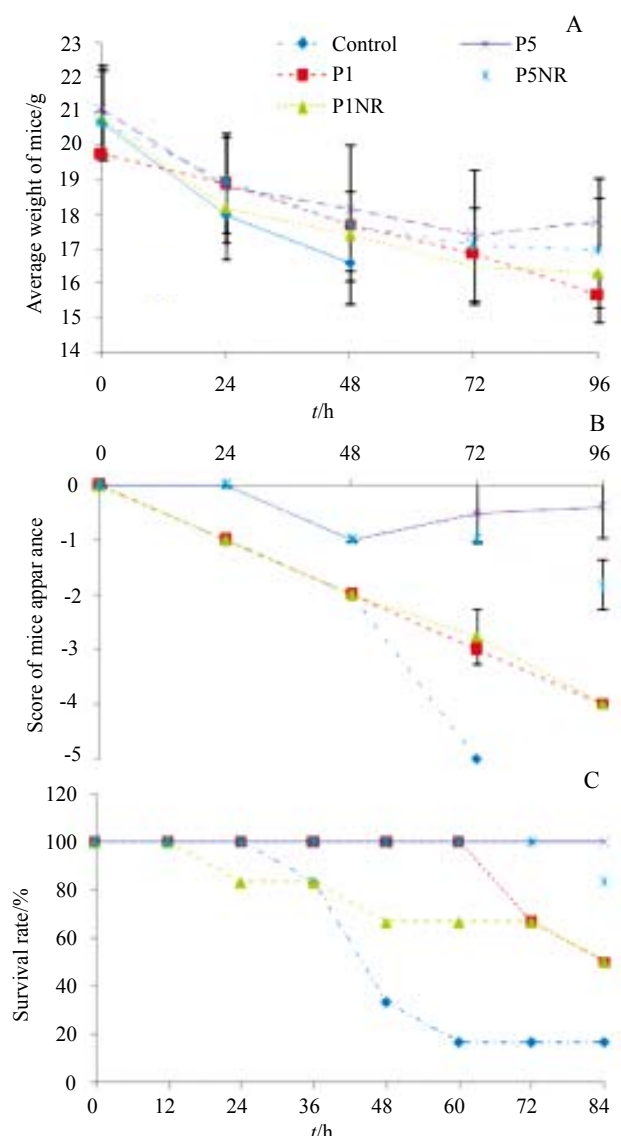 A
Control
P5
P1
P5NR
P1NR
23
22
21
20
19
18
17
16
15
14
Average weight of mice/g
0 24 48 72 96
t/h
B
0 24 48 72 96
0
-1
-2
-3
-4
-5
Score of mice appar ance
C
120
100
80
60
40
20
0
Survival rate/%
0 12 24 36 48 60 72 84
t/h